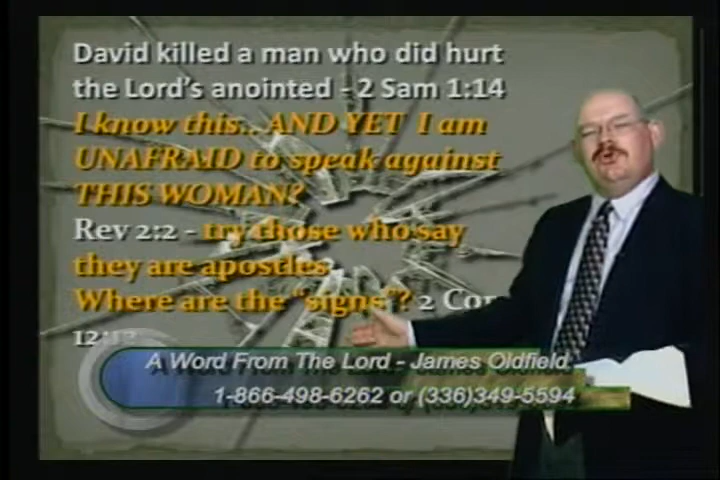 David killed a man who did hurt
the Lord's anointed - 2 Sam 1:14
I know this...AND YET I am
UNAFRAID to speak against
THIS WOMAN?
Rev 2:2 - try those who say
they are apostles
Where are the "signs"? 2 Cor
12:12
A Word From The Lord - James Oldfield
1-866-498-6262 or (336)349-5594